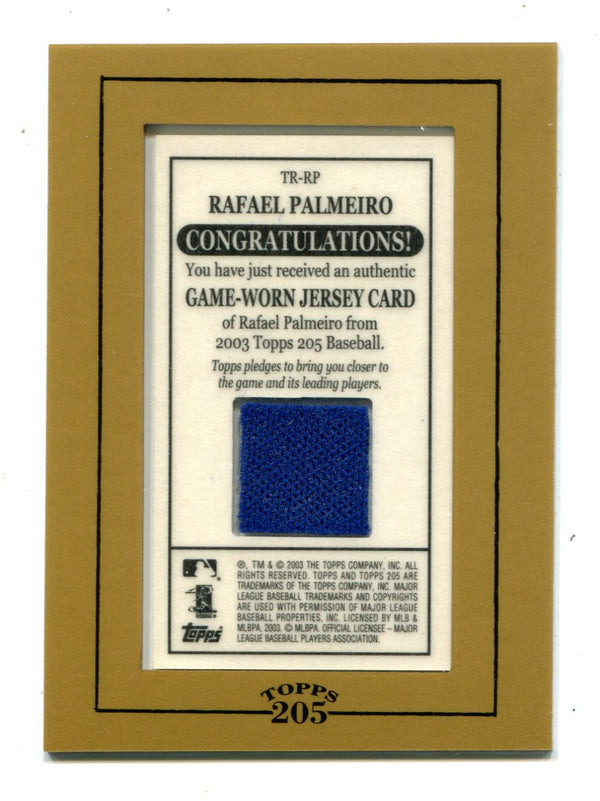 TR-RP
RAFAEL PALMEIRO
CONGRATULATIONS!
You have just received an authentic
GAME-WORN JERSEY CARD
of Rafael Palmeiro from
2003 Topps 205 Baseball.
Topps pledges to bring you closer to
the game and its leading players.
®, TM & © 2003 THE TOPPS COMPANY, INC. ALL
RIGHTS RESERVED. TOPPS AND TOPPS 205 ARE
TRADEMARKS OF THE TOPPS COMPANY, INC. MAJOR
LEAGUE BASEBALL TRADEMARKS AND COPYRIGHTS
ARE USED WITH PERMISSION OF MAJOR LEAGUE
BASEBALL PROPERTIES, INC. LICENSED BY MLB &
MLBPA, 2003. © MLBPA. OFFICIAL LICENSEE – MAJOR
LEAGUE BASEBALL PLAYERS ASSOCIATION.
Topps
TOPPS
205